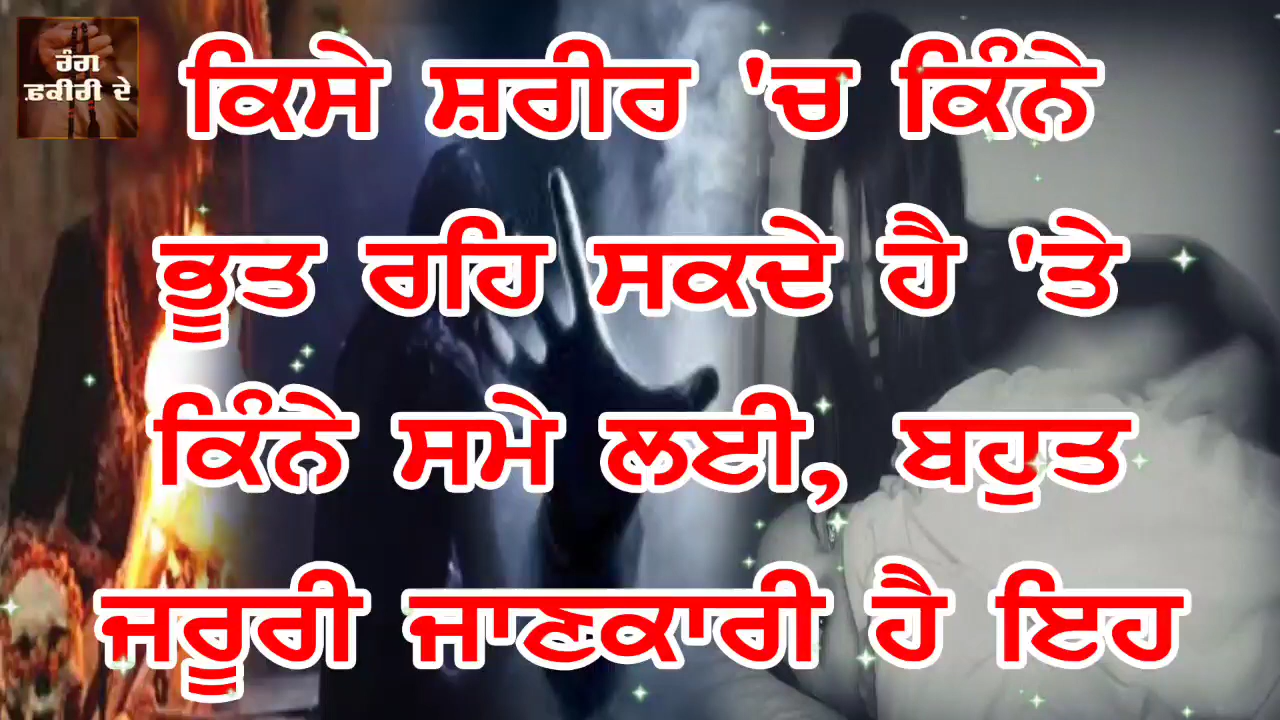 ਰੰਗ
ਫ਼ਕੀਰੀ ਦੇ
ਕਿਸੇ ਸ਼ਰੀਰ 'ਚ ਕਿੰਨੇ
ਭੂਤ ਰਹਿ ਸਕਦੇ ਹੈ 'ਤੇ
ਕਿੰਨੇ ਸਮੇ ਲਈ, ਬਹੁਤ
ਜਰੂਰੀ ਜਾਣਕਾਰੀ ਹੈ ਇਹ